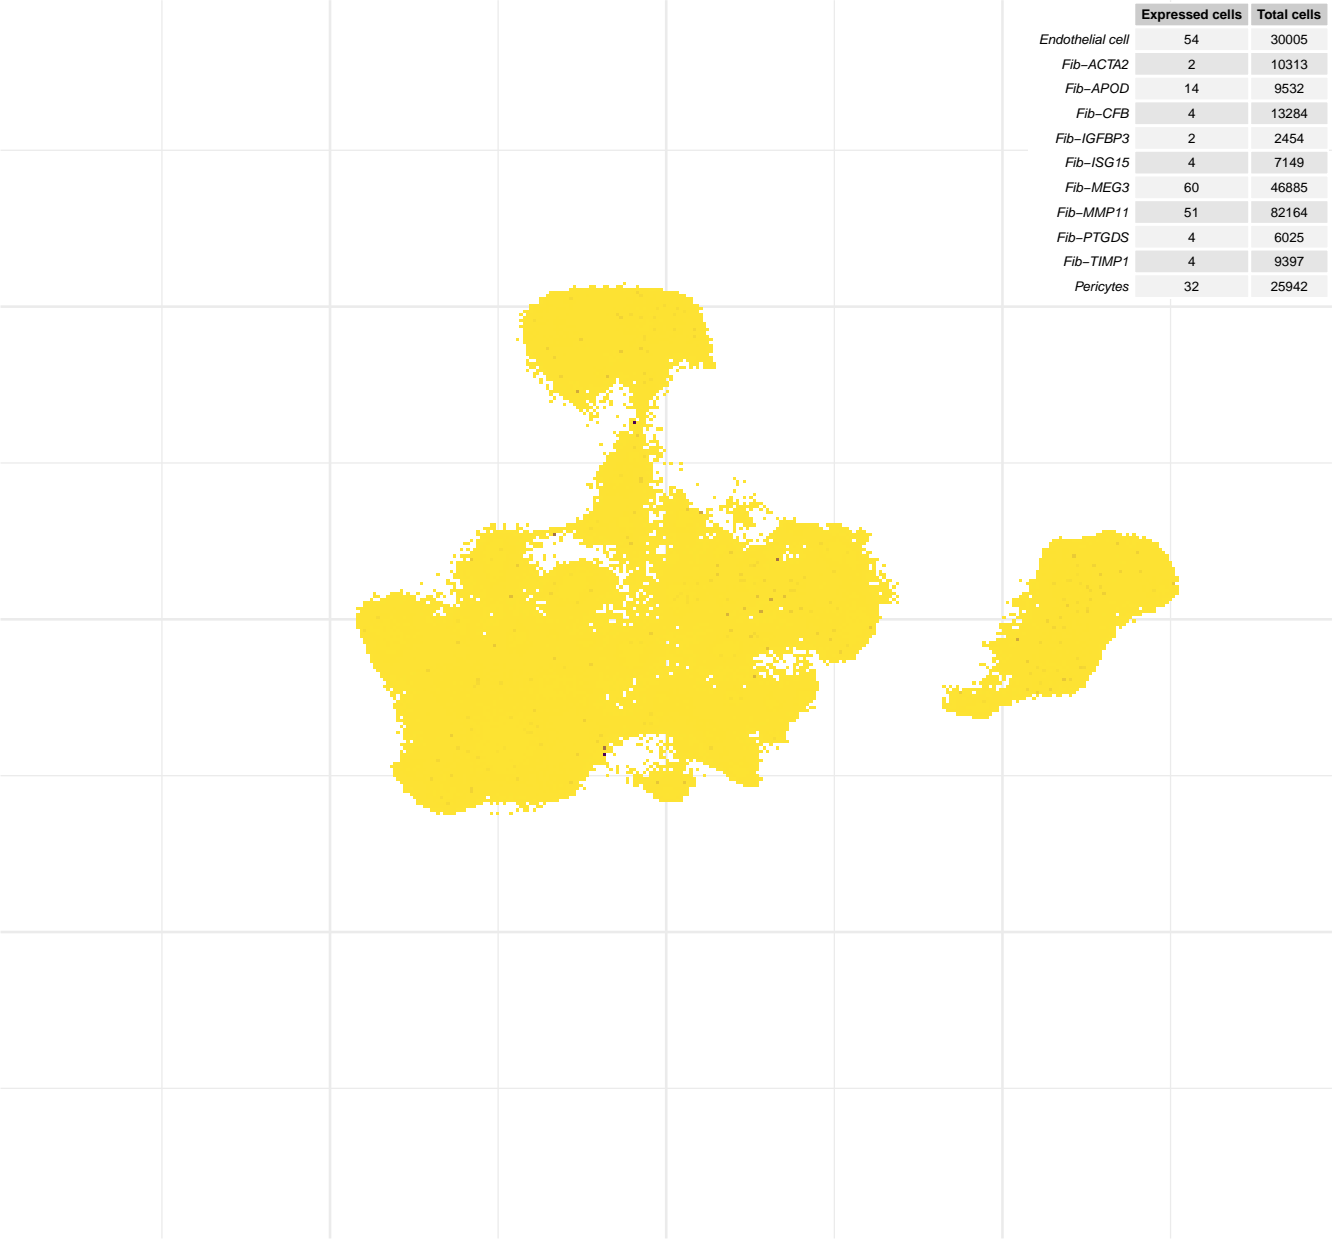 Expressed cells Total cells
Endothelial cell 54 30005
Fib−ACTA2 2 10313
Fib−APOD 14 9532
Fib−CFB 4 13284
Fib−IGFBP3 2 2454
Fib−ISG15 4 7149
Fib−MEG3 60 46885
Fib−MMP11 51 82164
Fib−PTGDS 4 6025
Fib−TIMP1 4 9397
Pericytes 32 25942